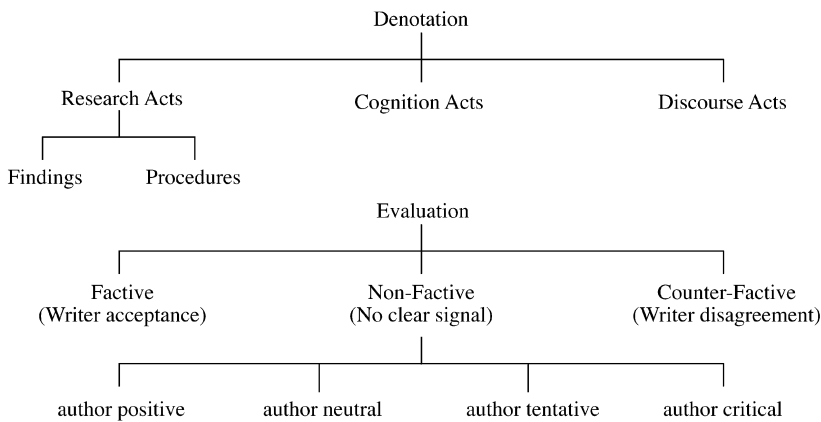 Denotation
Research Acts
Cognition Acts
Discourse Acts
Findings
Procedures
Evaluation
Factive
(Writer acceptance)
Non-Factive
(No clear signal)
Counter-Factive
(Writer disagreement)
author positive
author neutral
author tentative
author critical